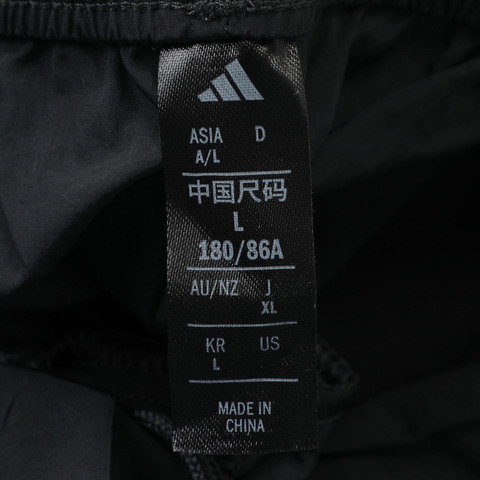 ASIA D
A/L
中国尺码
L
180/86A
AU/NZ J
XL
KR US
L
MADE IN
CHINA